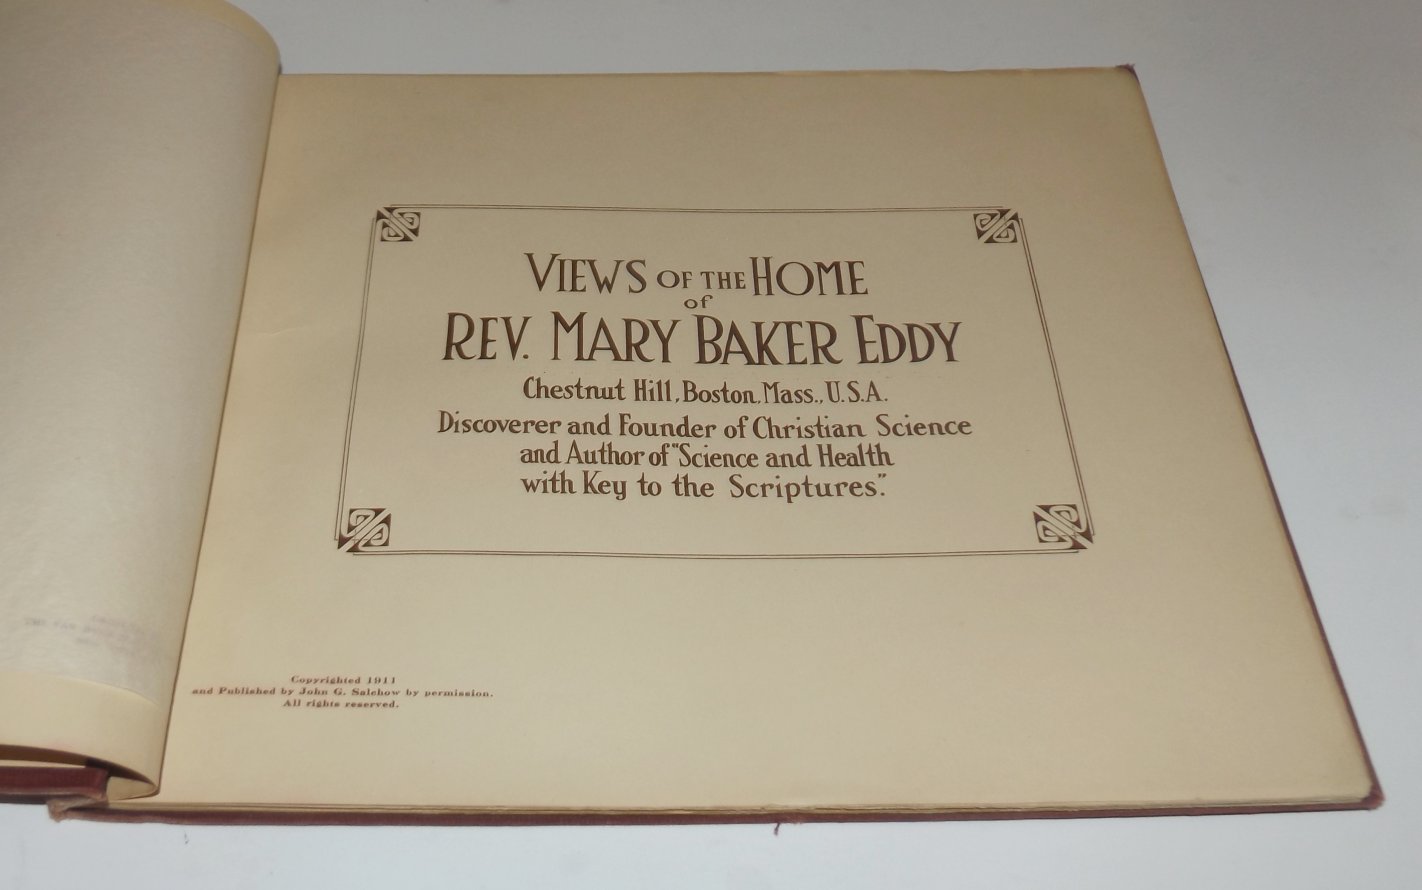 VIEWS OF THE HOME
of
REV. MARY BAKER EDDY
Chestnut Hill, Boston, Mass., U.S.A.
Discoverer and Founder of Christian Science
and Author of "Science and Health
with Key to the Scriptures."
Copyrighted 1911
and Published by John G. Salchow by permission.
All rights reserved.